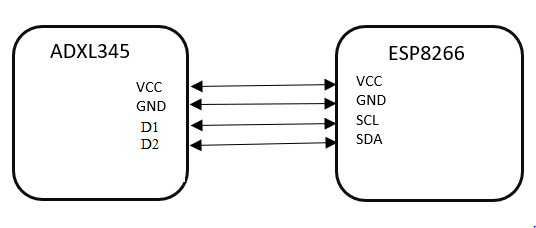 ADXL345
VCC
GND
D1
D2
ESP8266
VCC
GND
SCL
SDA